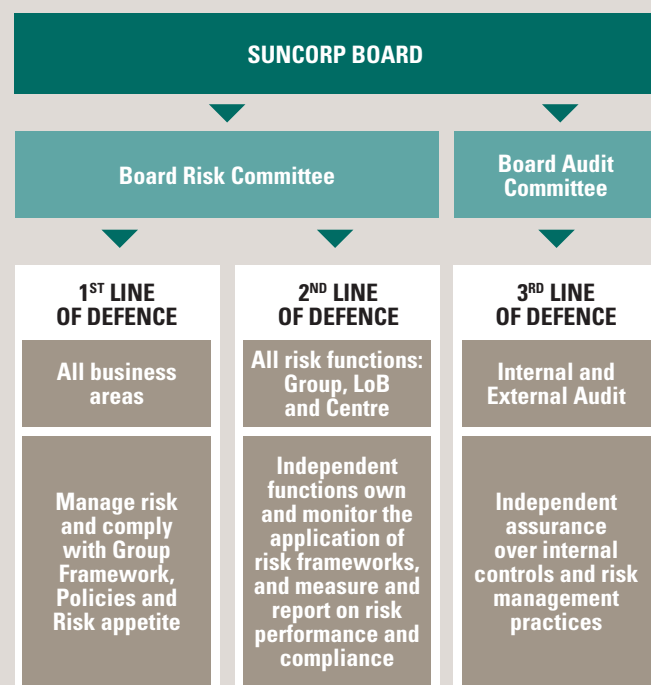 SUNCORP BOARD
Board Risk Committee
Board Audit
Committee
1ST LINE
OF DEFENCE
All business
areas
Manage risk
and comply
with Group
Framework,
Policies and
Risk appetite
2ND LINE
OF DEFENCE
All risk functions:
Group, LoB
and Centre
Independent
functions own
and monitor the
application of
risk frameworks,
and measure and
report on risk
performance and
compliance
3RD LINE
OF DEFENCE
Internal and
External Audit
Independent
assurance
over internal
controls and risk
management
practices